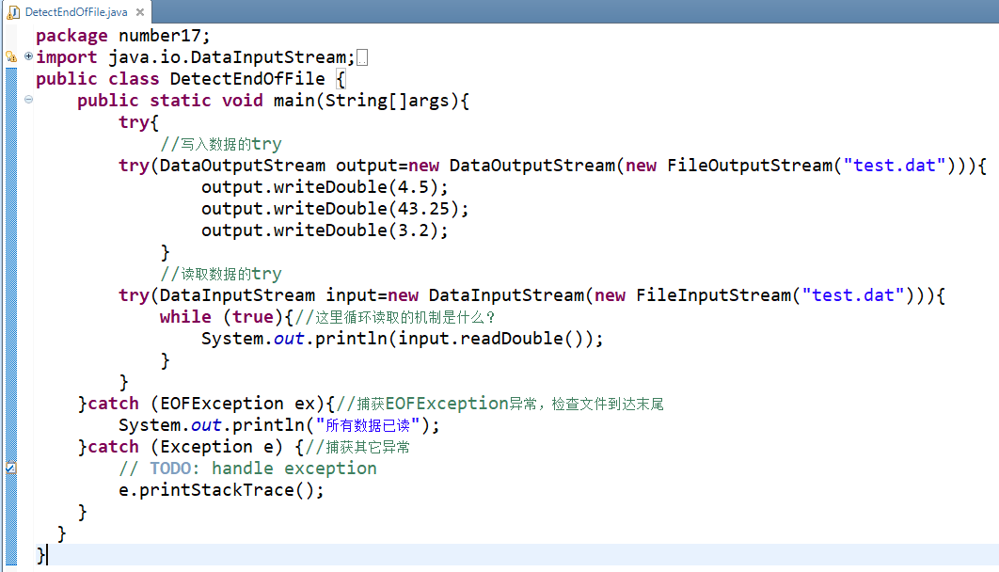 DetectEndOfFile.java
package number17;
import java.io.DataInputStream;
public class DetectEndOfFile {
public static void main(String[]args){
try{
//写入数据的try
try(DataOutputStream output=new DataOutputStream(new FileOutputStream("test.dat"))){
output.writeDouble(4.5);
output.writeDouble(43.25);
output.writeDouble(3.2);
}
//读取数据的try
try(DataInputStream input=new DataInputStream(new FileInputStream("test.dat"))){
while (true){//这里循环读取的机制是什么?
System.out.println(input.readDouble());
}
}
}catch (EOFException ex){//捕获EOFException异常，检查文件到达末尾
System.out.println("所有数据已读");
}catch (Exception e) {//捕获其它异常
// TODO: handle exception
e.printStackTrace();
}
}
}